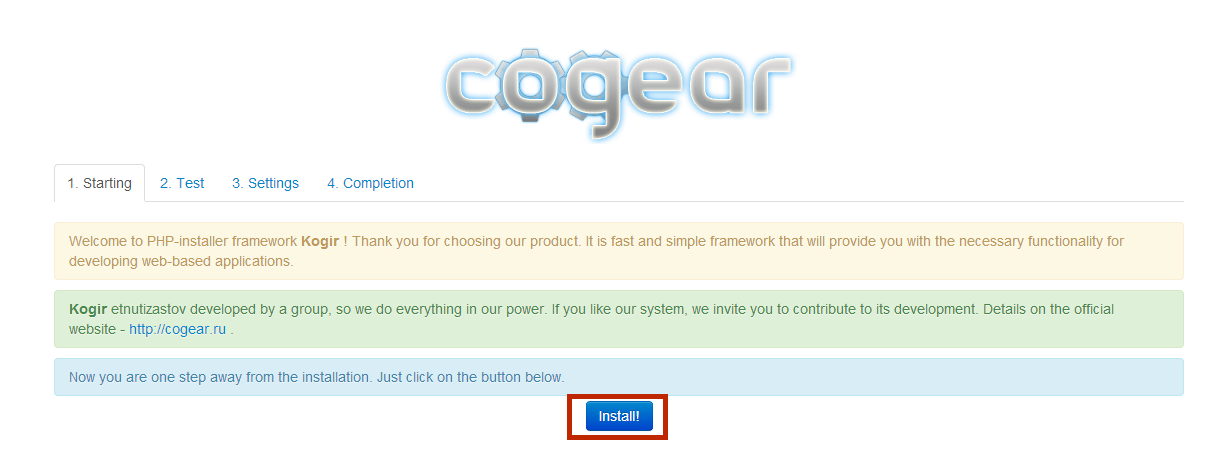 cogear
1. Starting 2. Test 3. Settings 4. Completion
Welcome to PHP-installer framework Kogir ! Thank you for choosing our product. It is fast and simple framework that will provide you with the necessary functionality for
developing web-based applications.
Kogir etnutizastov developed by a group, so we do everything in our power. If you like our system, we invite you to contribute to its development. Details on the official
website - http://cogear.ru .
Now you are one step away from the installation. Just click on the button below.
Install!